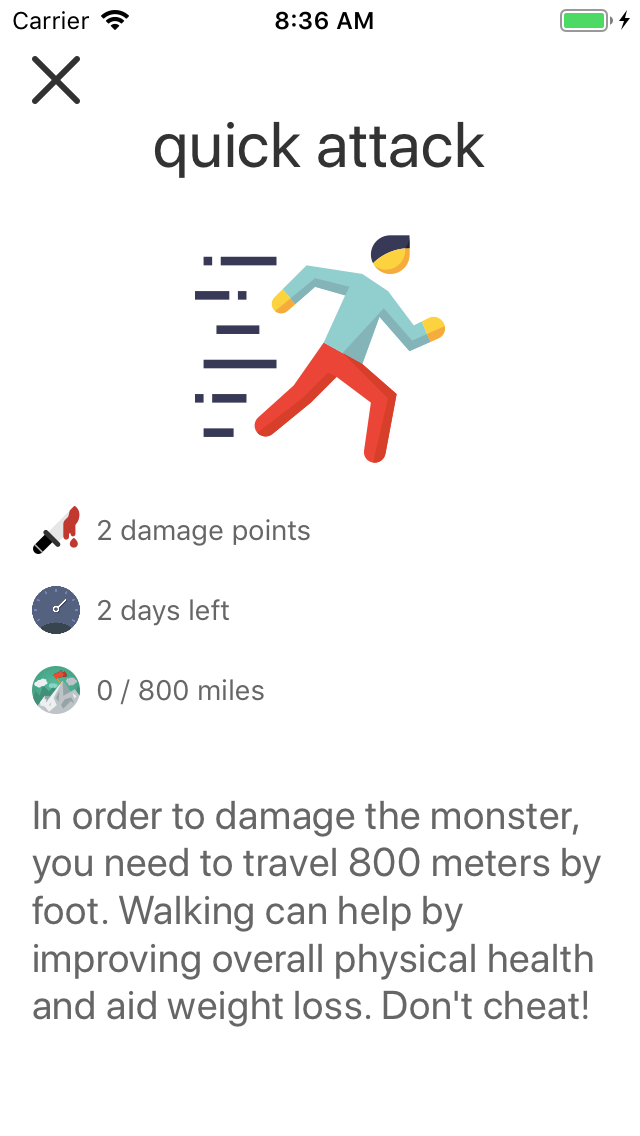 Carrier 8:36 AM
quick attack
2 damage points
2 days left
0 / 800 miles
In order to damage the monster,
you need to travel 800 meters by
foot. Walking can help by
improving overall physical health
and aid weight loss. Don't cheat!